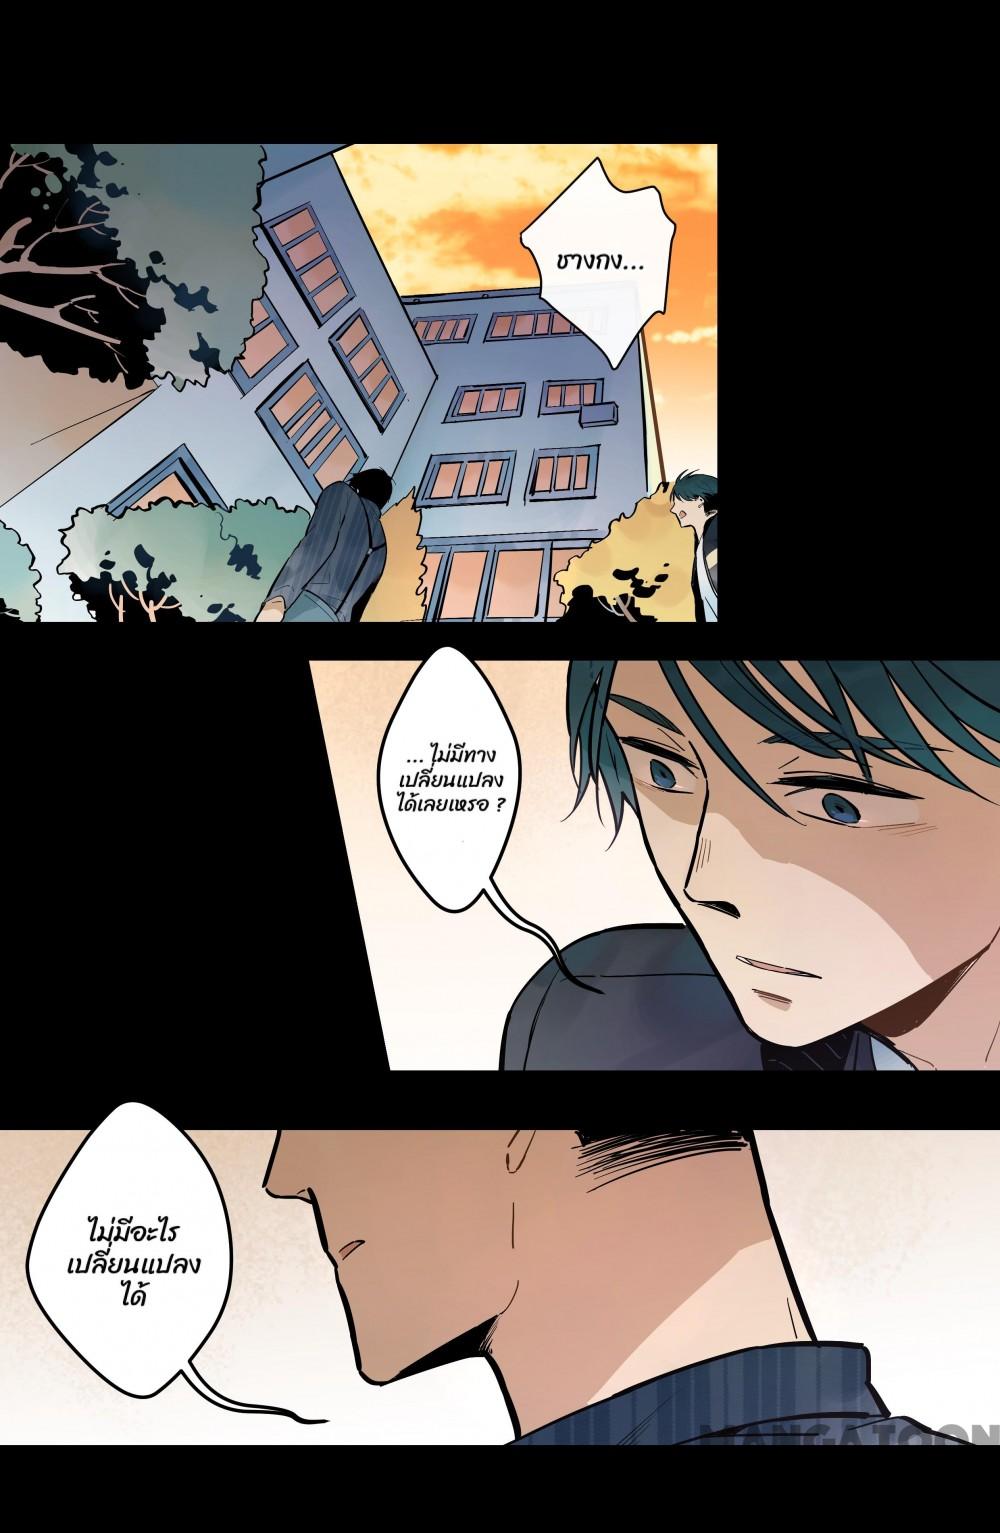 ชางกง...
... ไม่มีทาง
เปลี่ยนแปลง
ได้เลยเหรอ ?
ไม่มีอะไร
เปลี่ยนแปลง
ได้
MANGATOON